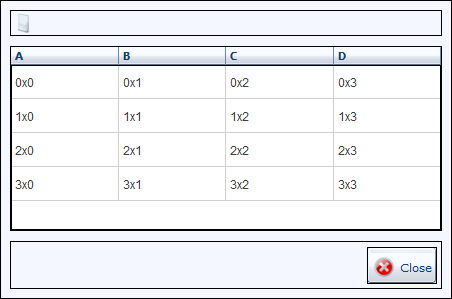 A B C D
0x0 0x1 0x2 0x3
1x0 1x1 1x2 1x3
2x0 2x1 2x2 2x3
3x0 3x1 3x2 3x3
Close